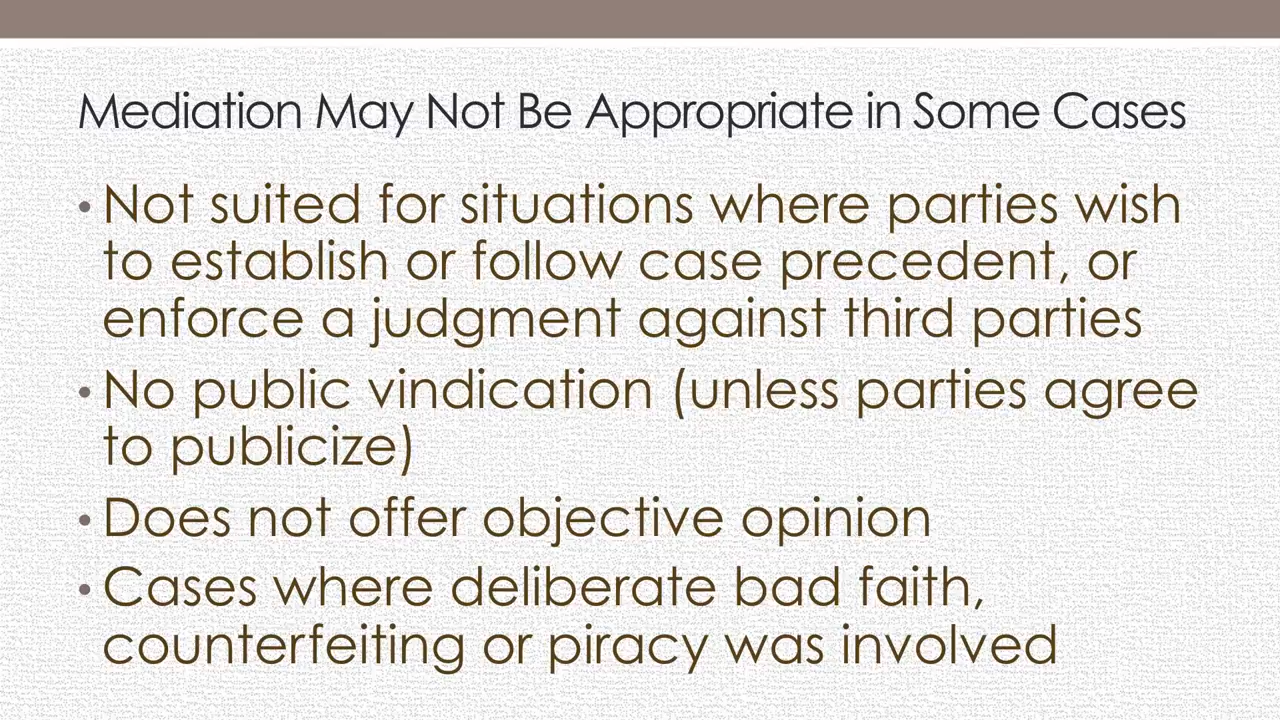 Mediation May Not Be Appropriate in Some Cases
• Not suited for situations where parties wish
to establish or follow case precedent, or
enforce a judgment against third parties
• No public vindication (unless parties agree
to publicize)
• Does not offer objective opinion
• Cases where deliberate bad faith,
counterfeiting or piracy was involved